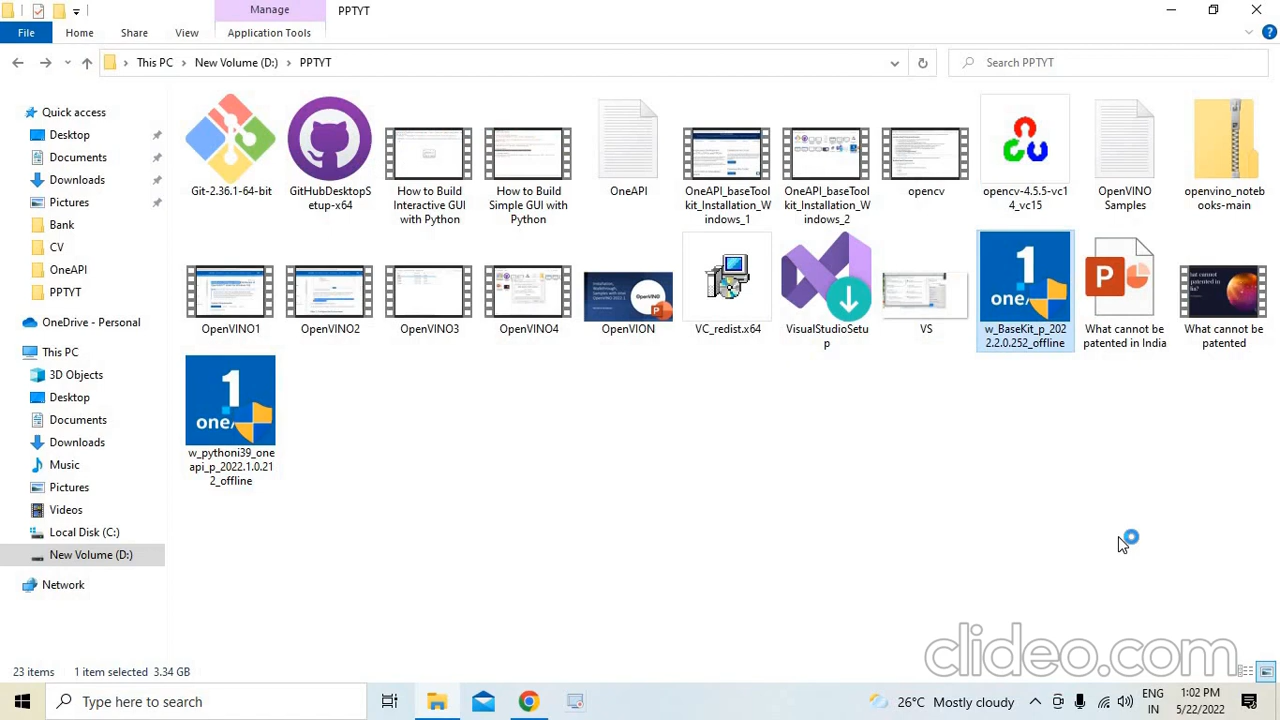 Manage
PPTYT
File
Home
Share
View
Application Tools
This PC
New Volume (D:)
PPTYT
Search PPTYT
Quick access
Desktop
Documents
Downloads
Pictures
Bank
CV
OneAPI
PPTYT
OneDrive - Personal
This PC
3D Objects
Desktop
Documents
Downloads
Music
Pictures
Videos
Local Disk (C:)
New Volume (D:)
Network
Git-2.36.1-64-bit
GitHubDesktopS
etup-x64
How to Build
Interactive GUI
with Python
How to Build
Simple GUI with
Python
OneAPI
OneAPI_baseTool
kit_Installation_W
indows_1
OneAPI_baseTool
kit_Installation_W
indows_2
opencv
opencv-4.5.5-vc1
4_vc15
OpenVINO
Samples
openvino_noteb
ooks-main
OpenVINO1
OpenVINO2
OpenVINO3
OpenVINO4
OpenVINO
OpenVION
VC_redist.x64
VisualStudioSetu
p
VS
1
one
w_BaseKit_p_202
2.2.0.252_offline
P
What cannot be
patented in India
What cannot be
patented
1
one/
w_pythoni39_one
api_p_2022.1.0.21
2_offline
clideo.com
23 items
1 item selected 3.34 GB
Type here to search
26°C Mostly cloudy
ENG
IN
1:02 PM
5/22/2022